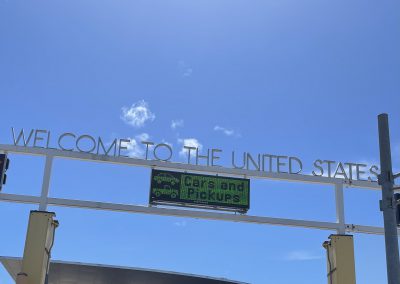 WELCOME TO THE UNITED STATES
Cars and
Pickups